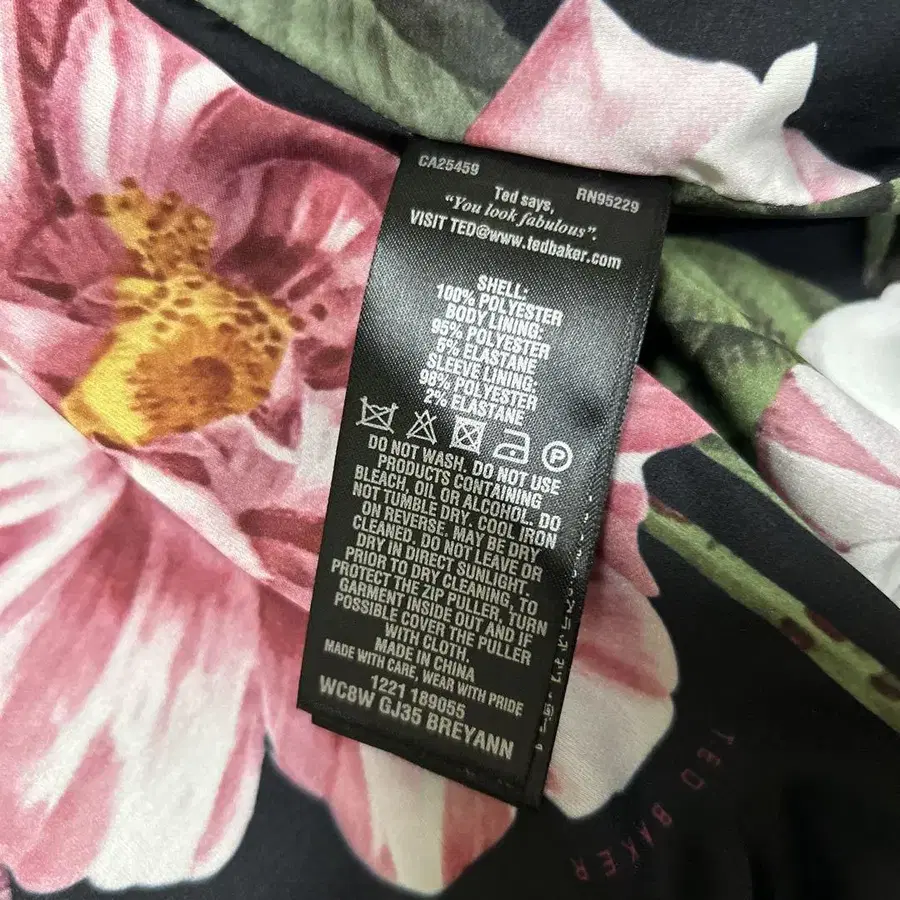 CA25459
RN95229
Ted says,
"You look fabulous".
VISIT TED@www.tedbaker.com
SHELL:
100% POLYESTER
BODY LINING:
95% POLYESTER
5% ELASTANE
SLEEVE LINING:
98% POLYESTER
2% ELASTANE
P
DO NOT WASH. DO NOT USE
PRODUCTS CONTAINING
BLEACH, OIL OR ALCOHOL. DO
NOT TUMBLE DRY. COOL IRON
ON REVERSE. MAY BE DRY
CLEANED. DO NOT LEAVE OR
DRY IN DIRECT SUNLIGHT.
PRIOR TO DRY CLEANING, TO
PROTECT THE ZIP PULLER, TURN
GARMENT INSIDE OUT AND IF
POSSIBLE COVER THE PULLER
WITH CLOTH.
MADE IN CHINA
MADE WITH CARE, WEAR WITH PRIDE
1221 189055
WC8W GJ35 BREYANN
TED BAKER